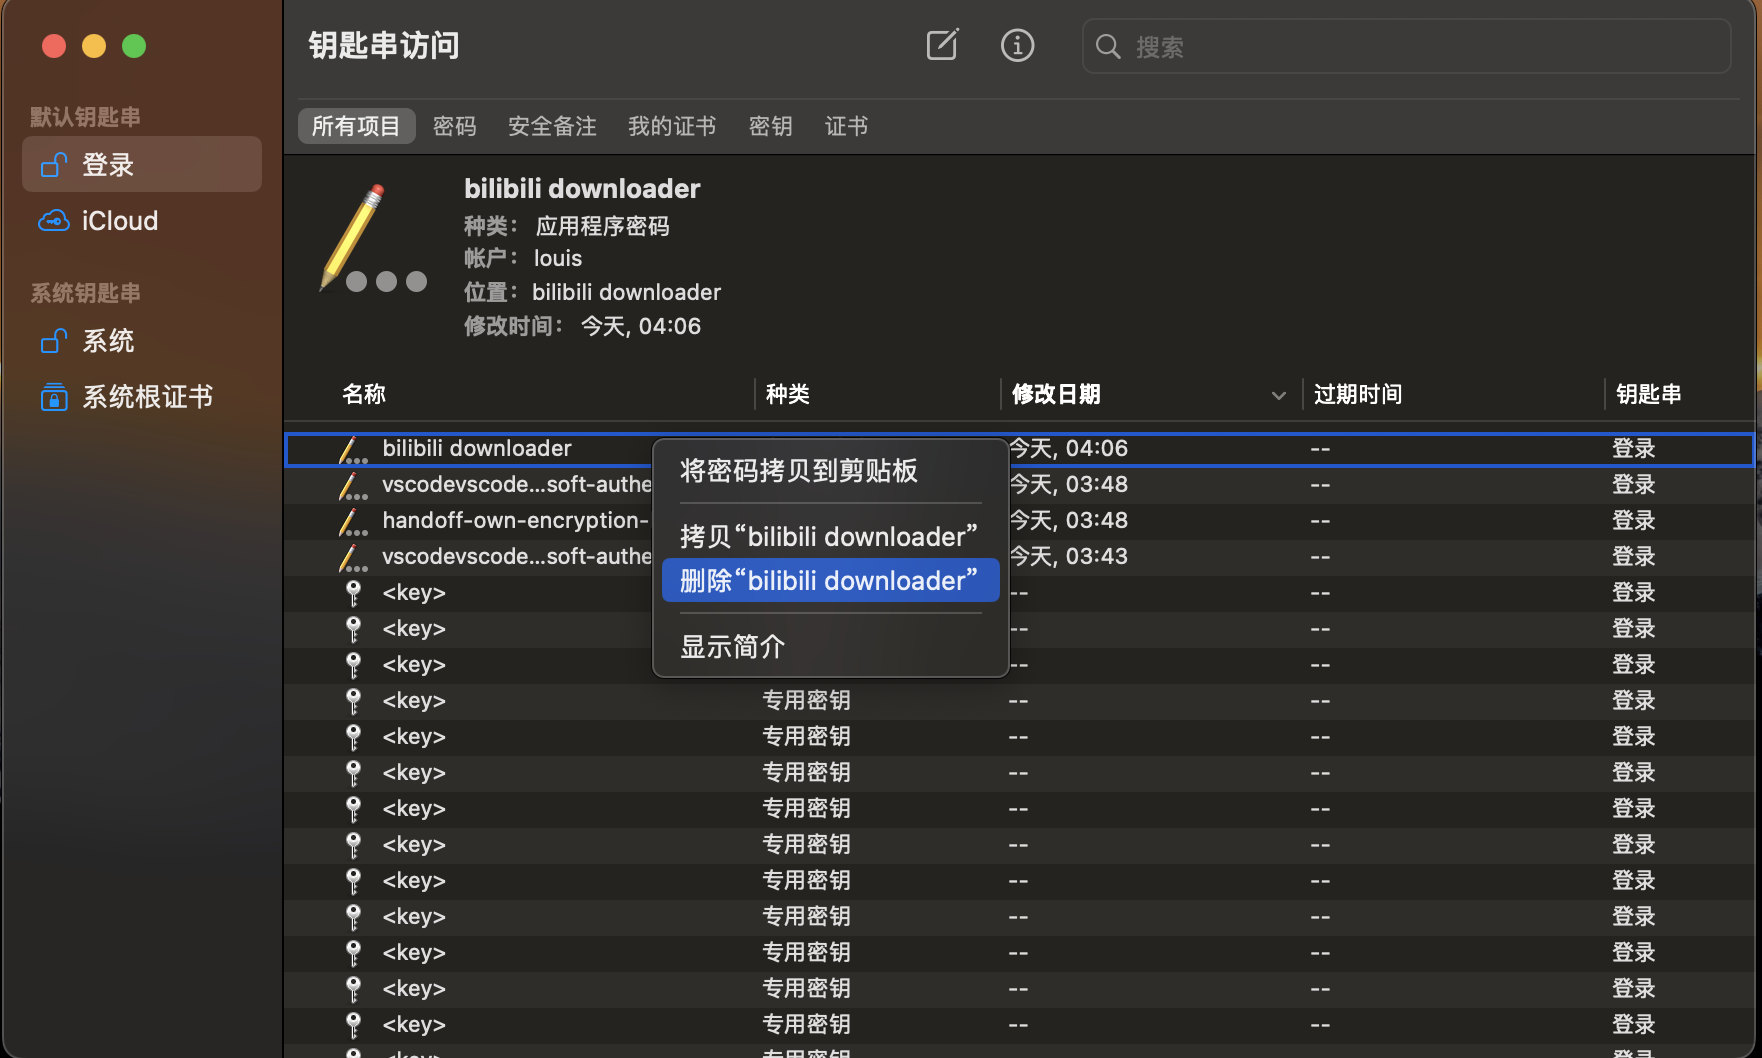 钥匙串访问
搜索
默认钥匙串
登录
iCloud
系统钥匙串
系统
系统根证书
所有项目 密码 安全备注 我的证书 密钥 证书
bilibili downloader
种类： 应用程序密码
帐户： louis
位置： bilibili downloader
修改时间： 今天, 04:06
名称 种类 修改日期 过期时间 钥匙串
bilibili downloader 今天, 04:06 -- 登录
vscodevscode...soft-authe 今天, 03:48 -- 登录
handoff-own-encryption- 今天, 03:48 -- 登录
vscodevscode...soft-authe 今天, 03:43 -- 登录
<key> -- -- 登录
<key> -- -- 登录
<key> -- -- 登录
<key> 专用密钥 -- -- 登录
<key> 专用密钥 -- -- 登录
<key> 专用密钥 -- -- 登录
<key> 专用密钥 -- -- 登录
<key> 专用密钥 -- -- 登录
<key> 专用密钥 -- -- 登录
<key> 专用密钥 -- -- 登录
<key> 专用密钥 -- -- 登录
<key> 专用密钥 -- -- 登录
<key> 专用密钥 -- -- 登录
将密码拷贝到剪贴板
拷贝“bilibili downloader”
删除“bilibili downloader”
显示简介